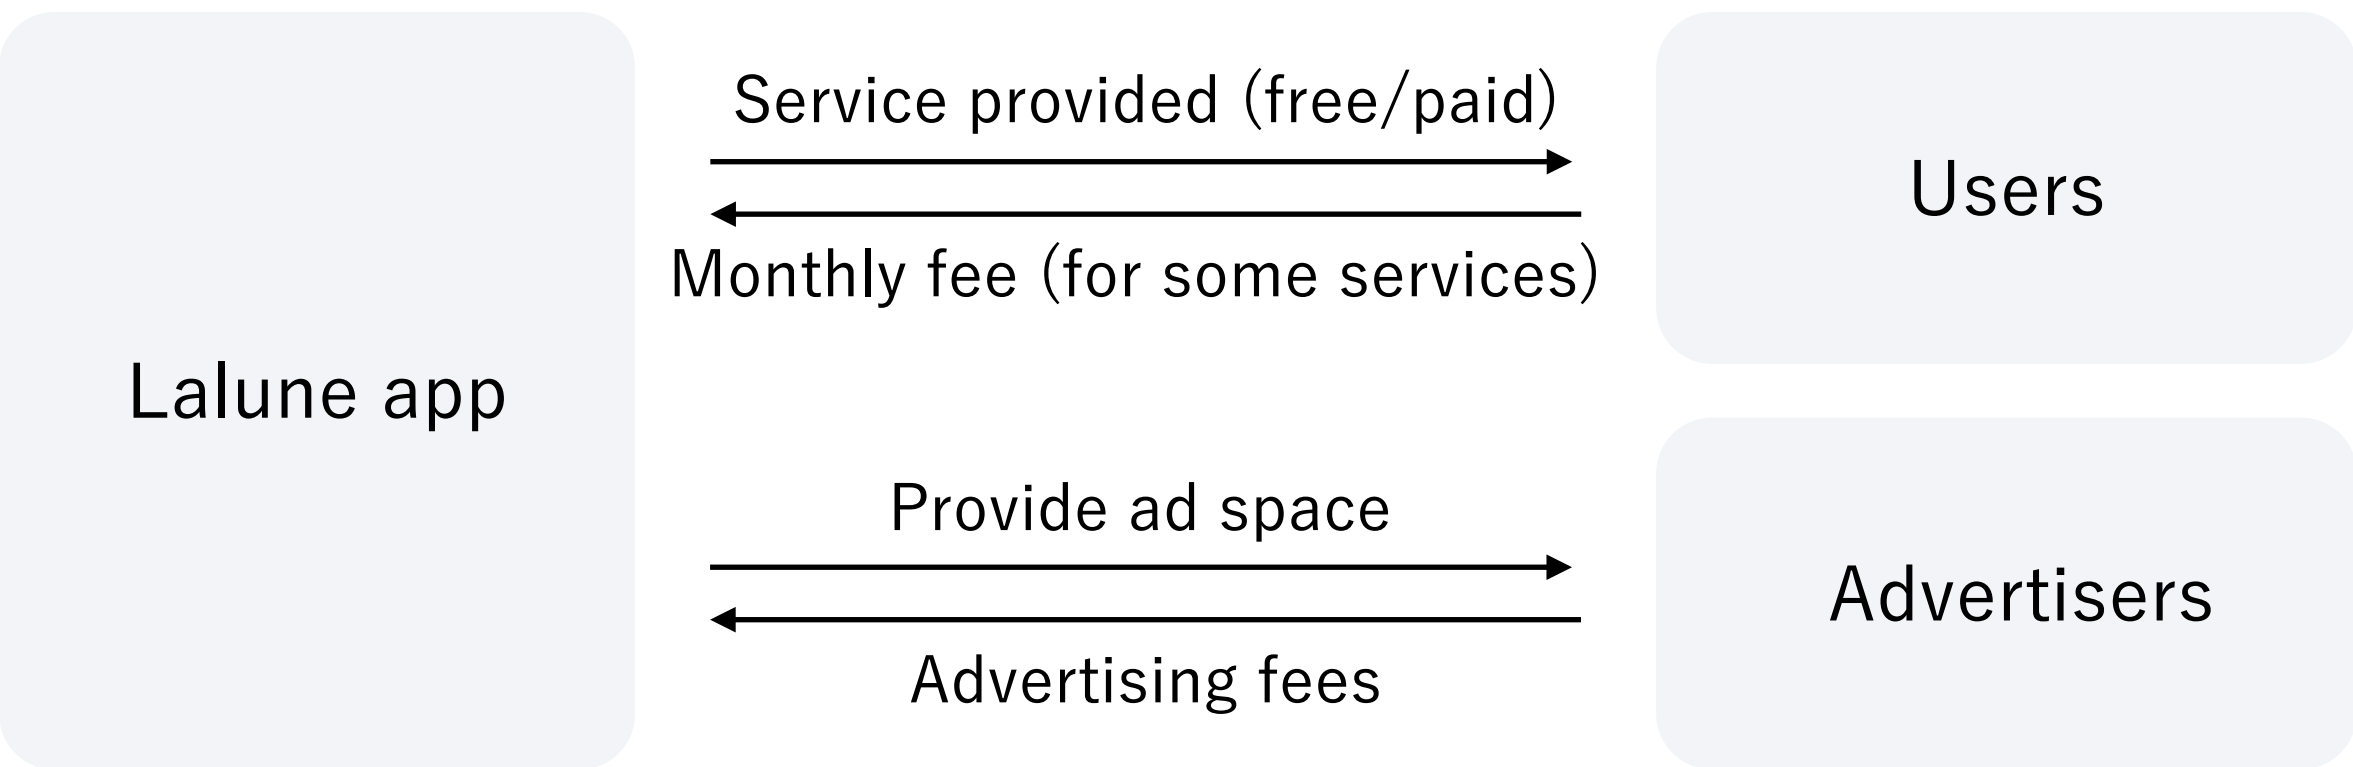 Service provided (free/paid)
Users
Monthly fee (for some services)
Lalune app
Provide ad space
Advertisers
Advertising fees